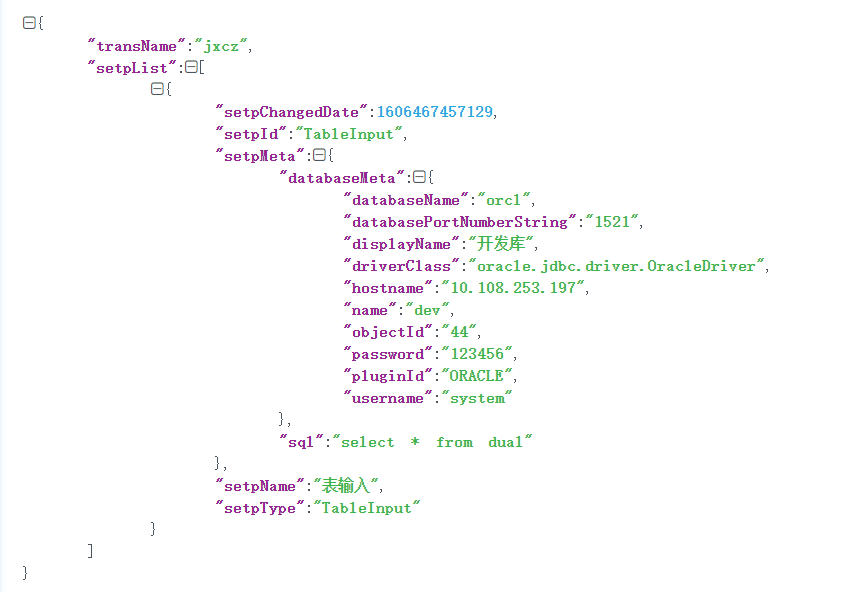 {
"transName":"jxcz",
"setpList":[
{
"setpChangedDate":1606467457129,
"setpId":"TableInput",
"setpMeta":{
"databaseMeta":{
"databaseName":"orcl",
"databasePortNumberString":"1521",
"displayName":"开发库",
"driverClass":"oracle.jdbc.driver.OracleDriver",
"hostname":"10.108.253.197",
"name":"dev",
"objectId":"44",
"password":"123456",
"pluginId":"ORACLE",
"username":"system"
},
"sql":"select * from dual"
},
"setpName":"表输入",
"setpType":"TableInput"
}
]
}